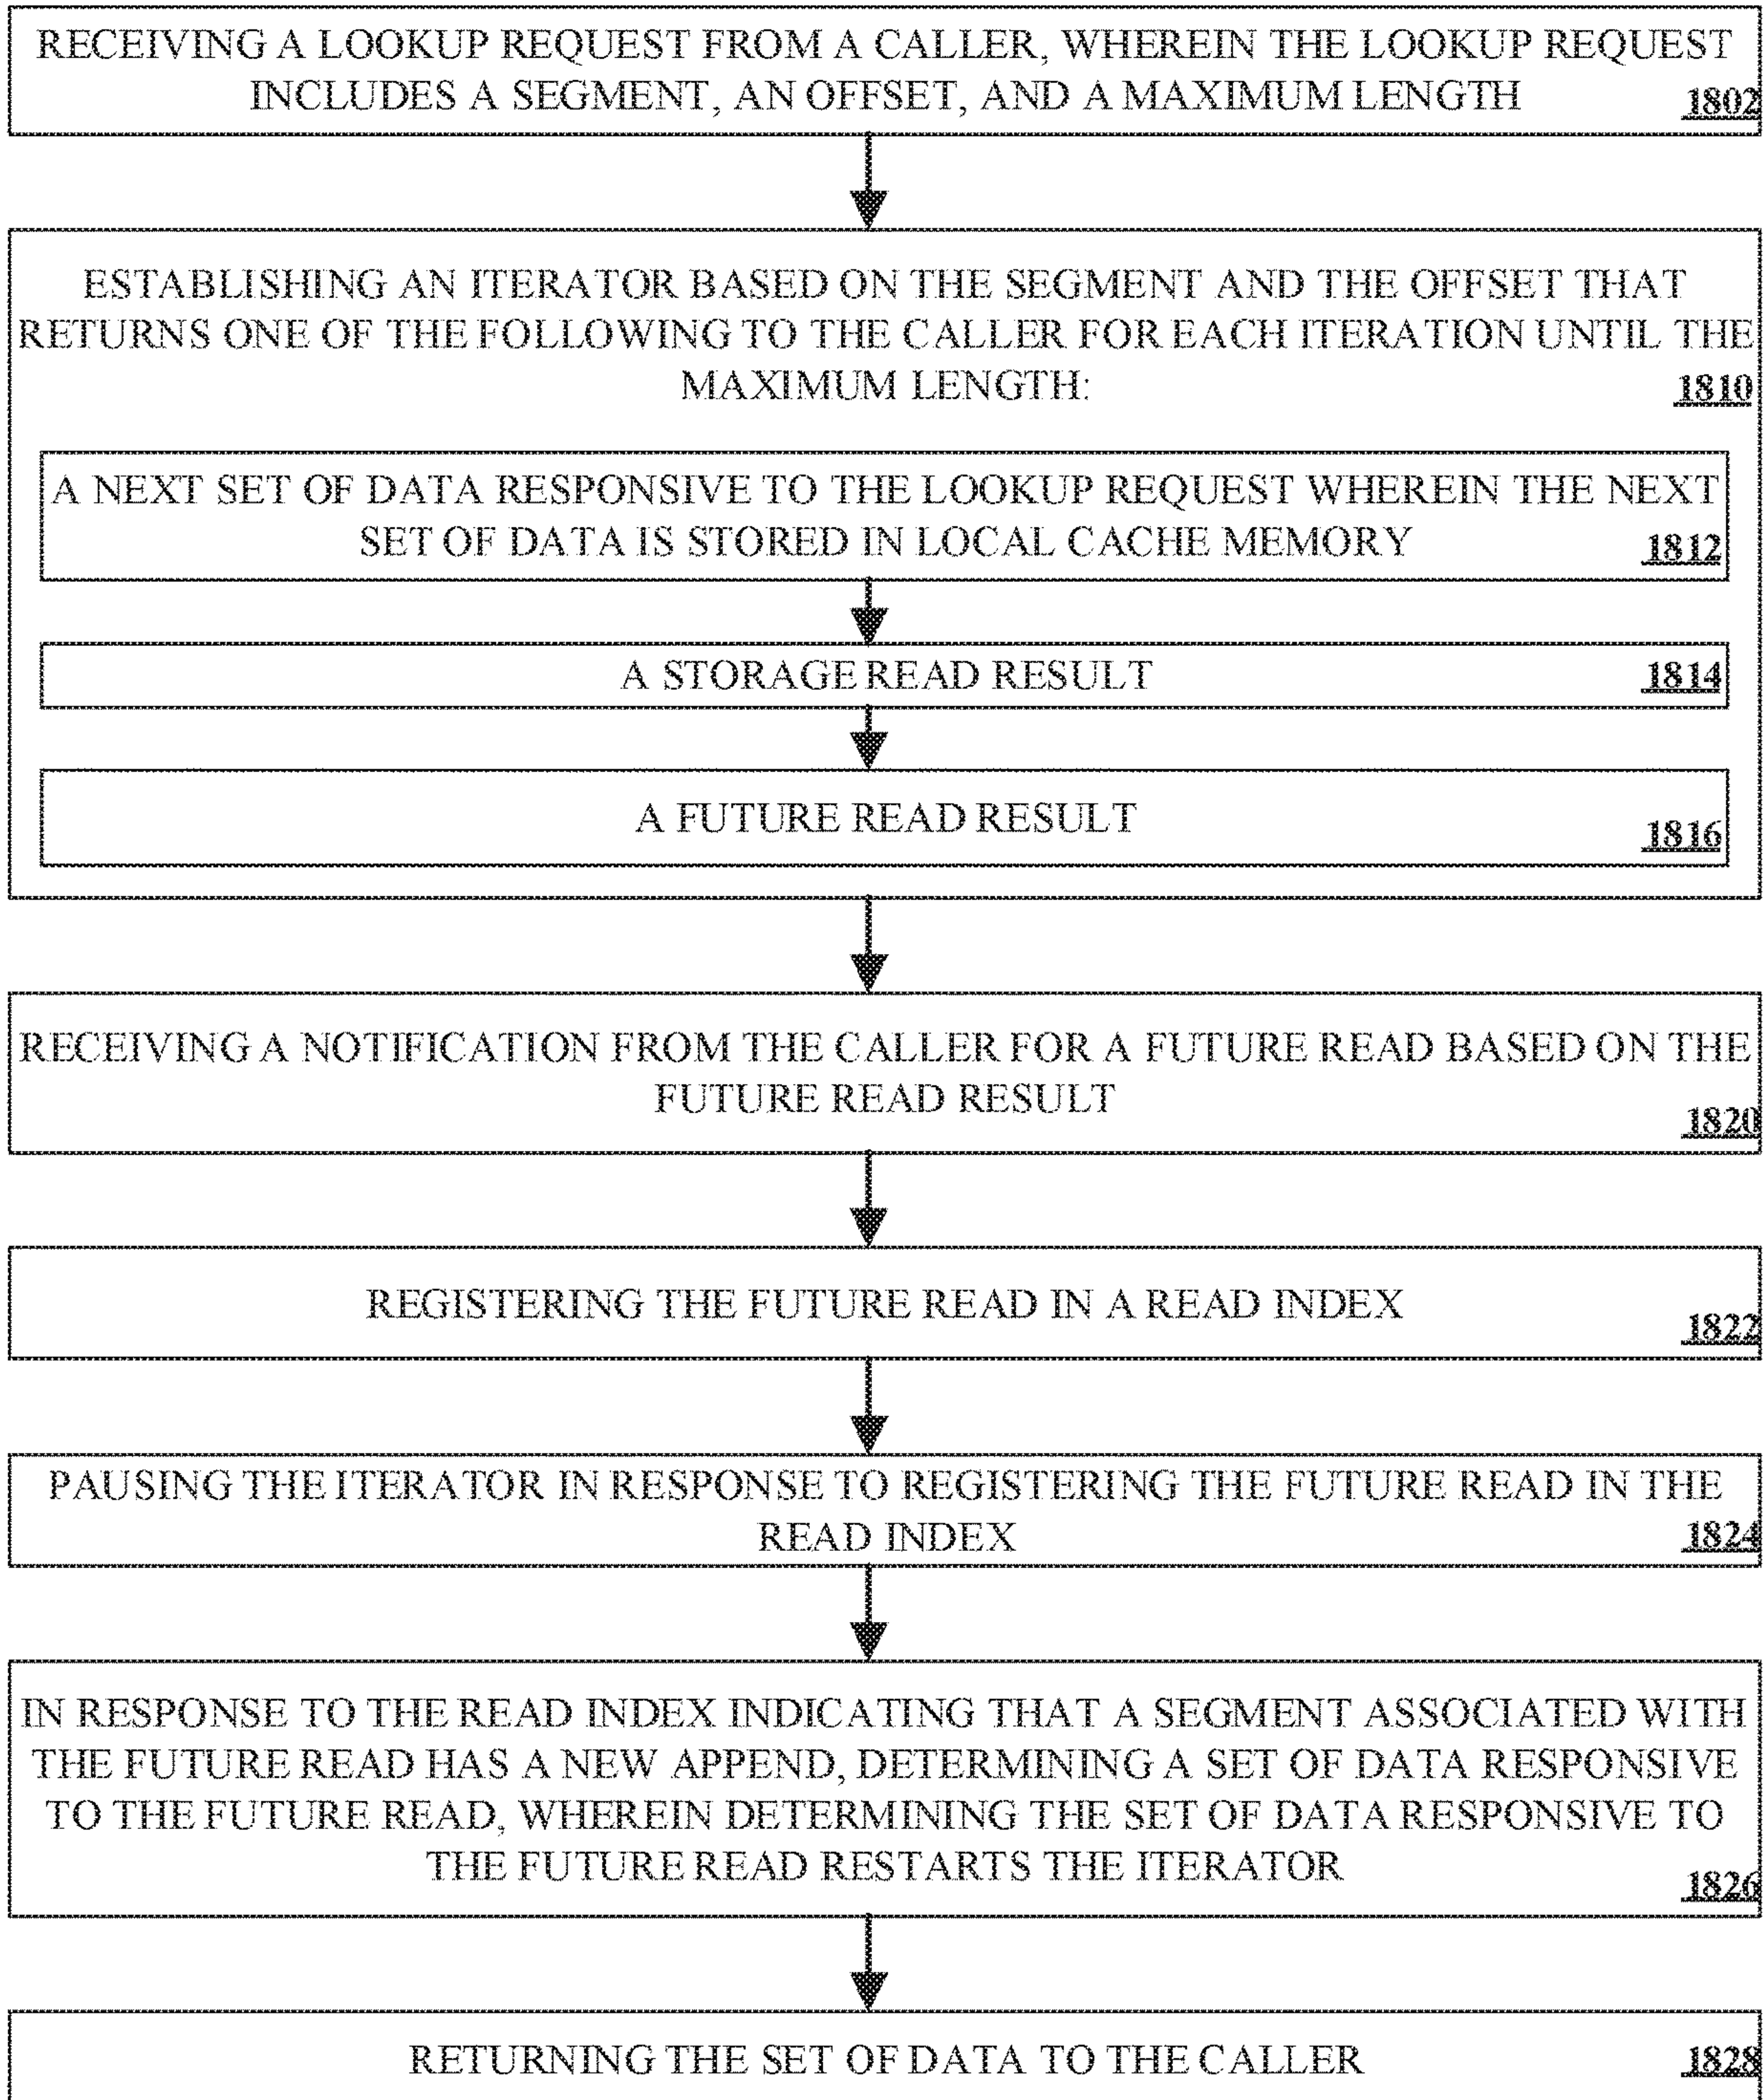 RECEIVING A LOOKUP REQUEST FROM A CALLER, WHEREIN THE LOOKUP REQUEST
INCLUDES A SEGMENT, AN OFFSET, AND A MAXIMUM LENGTH 1802
ESTABLISHING AN ITERATOR BASED ON THE SEGMENT AND THE OFFSET THAT
RETURNS ONE OF THE FOLLOWING TO THE CALLER FOR EACH ITERATION UNTIL THE
MAXIMUM LENGTH: 1810
A NEXT SET OF DATA RESPONSIVE TO THE LOOKUP REQUEST WHEREIN THE NEXT
SET OF DATA IS STORED IN LOCAL CACHE MEMORY 1812
A STORAGE READ RESULT 1814
A FUTURE READ RESULT 1816
RECEIVING A NOTIFICATION FROM THE CALLER FOR A FUTURE READ BASED ON THE
FUTURE READ RESULT 1820
REGISTERING THE FUTURE READ IN A READ INDEX 1822
PAUSING THE ITERATOR IN RESPONSE TO REGISTERING THE FUTURE READ IN THE
READ INDEX 1824
IN RESPONSE TO THE READ INDEX INDICATING THAT A SEGMENT ASSOCIATED WITH
THE FUTURE READ HAS A NEW APPEND, DETERMINING A SET OF DATA RESPONSIVE
TO THE FUTURE READ, WHEREIN DETERMINING THE SET OF DATA RESPONSIVE TO
THE FUTURE READ RESTARTS THE ITERATOR 1826
RETURNING THE SET OF DATA TO THE CALLER 1828